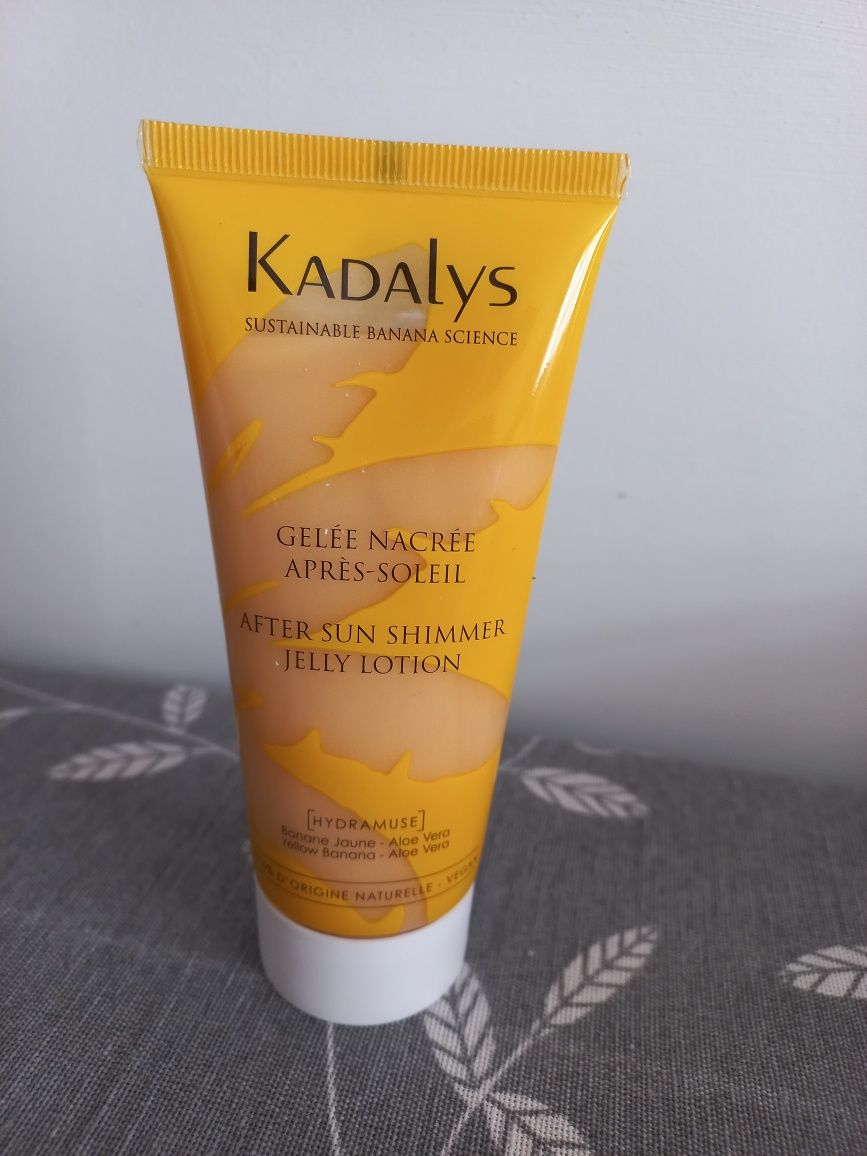 KADALYS
SUSTAINABLE BANANA SCIENCE
GELÉE NACRÉE
APRÈS-SOLEIL
AFTER SUN SHIMMER
JELLY LOTION
[HYDRAMUSE]
Banane Jaune - Aloe Vera
Yellow Banana - Aloe Vera
D'ORIGINE NATURELLE - VEGAN